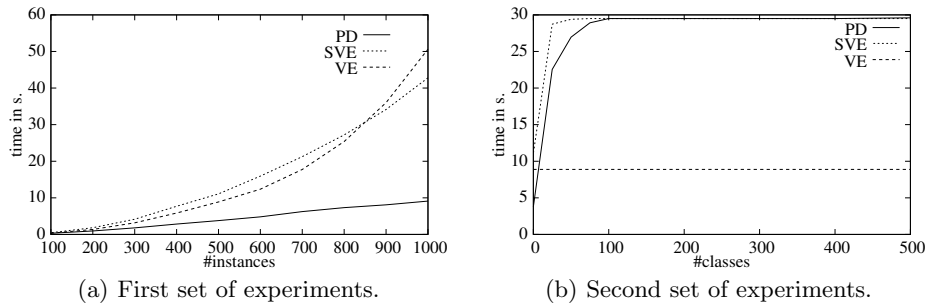 60
50
40
30
20
10
0
time in s.
PD
SVE
VE
100 200 300 400 500 600 700 800 900 1000
#instances
(a) First set of experiments.
30
25
20
15
10
5
0
time in s.
PD
SVE
VE
0 100 200 300 400 500
#classes
(b) Second set of experiments.